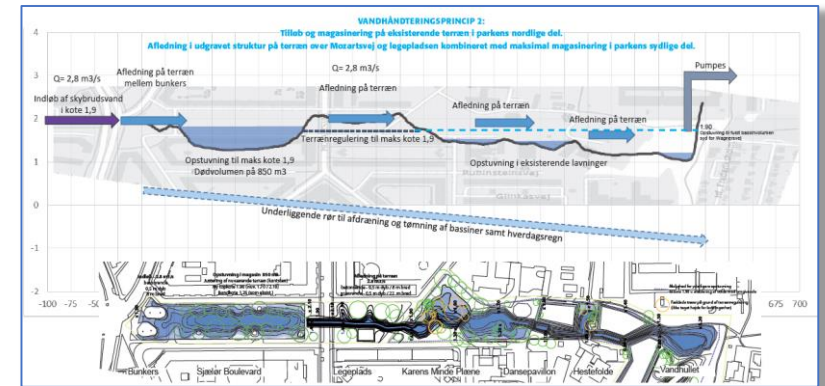 VANDHÅNDTERINGSPRINCIP 2:
Tilløb og magasinering på eksisterende terræn i parkens nordlige del.
Afledning i udgravet struktur på terræn over Mozartsvej og legepladsen kombineret med maksimal magasinering i parkens sydlige del.
4
3
2
1
0
-1
-2
Q= 2,8 m3/s
Indløb af skybrudsvand
i kote 1,9
Afledning på terræn
mellem bunkers
Q= 2,8 m3/s
Afledning på terræn
Afledning på terræn
Afledning på terræn
Pumpes
1.90
Opstuvning til maks kote 1,9
Dødvolumen på 850 m3
Terrænregulering til maks kote 1,9
Opstuvning i eksisterende lavninger
Rubinsteinsvej
Glinkasvej
Underliggende rør til afdræning og tømning af bassiner samt hverdagsregn
-100 -75 -50
675 700
Bunkers
Sjælør Boulevard
Legeplads
Karens Minde Plæne
Dansepavillon
Hestefolde
Vandhullet